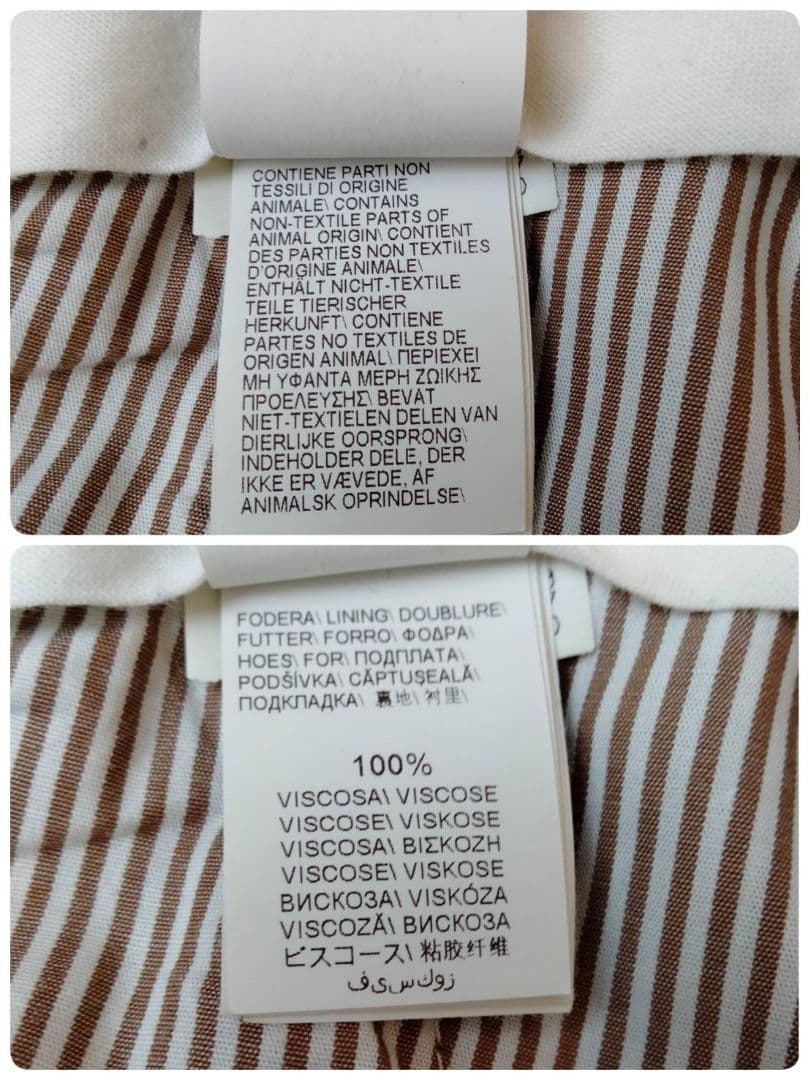 CONTIENE PARTI NON
TESSILI DI ORIGINE
ANIMALE\ CONTAINS
NON-TEXTILE PARTS OF
ANIMAL ORIGIN\ CONTIENT
DES PARTIES NON TEXTILES
D'ORIGINE ANIMALE\
ENTHÄLT NICHT-TEXTILE
TEILE TIERISCHER
HERKUNFT\ CONTIENE
PARTES NO TEXTILES DE
ORIGEN ANIMAL\ ΠΕΡΙΕΧΕΙ
ΜΗ ΥΦΑΝΤΑ ΜΕΡΗ ΖΩΙΚΗΣ
ΠΡΟΕΛΕΥΣΗΣ\ BEVAT
NIET-TEXTIELEN DELEN VAN
DIERLIJKE OORSPRONG\
INDEHOLDER DELE, DER
IKKE ER VÆVEDE, AF
ANIMALSK OPRINDELSE\
FODERA\ LINING\ DOUBLURE\
FUTTER\ FORRO\ ΦΟΔΡΑ\
HOES\ FOR\ ПОДПЛАТА\
PODŠÍVKA\ CĂPTUŞEALĂ\
ПОДКЛАДКА\ 裏地\ 衬里\
100%
VISCOSA\ VISCOSE
VISCOSE\ VISKOSE
VISCOSA\ ΒΙΣΚΟΖΗ
VISCOSE\ VISKOSE
ВИСКОЗА\ VISKÓZA
VISCOZĂ\ ВИСКОЗА
ビスコース\ 粘胶纤维
زوكسيف